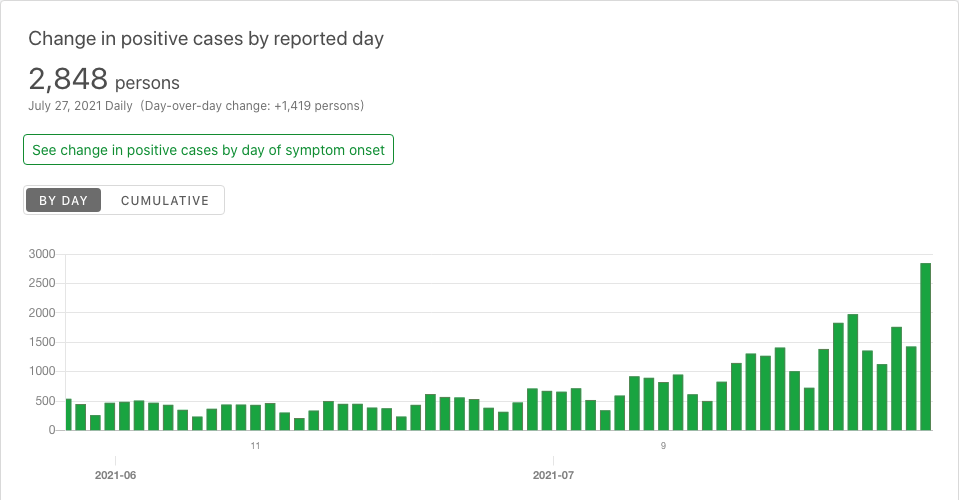 Change in positive cases by reported day
2,848 persons
July 27, 2021 Daily (Day-over-day change: +1,419 persons)
See change in positive cases by day of symptom onset
BY DAY CUMULATIVE
3000
2500
2000
1500
1000
500
0
11 9
2021-06 2021-07